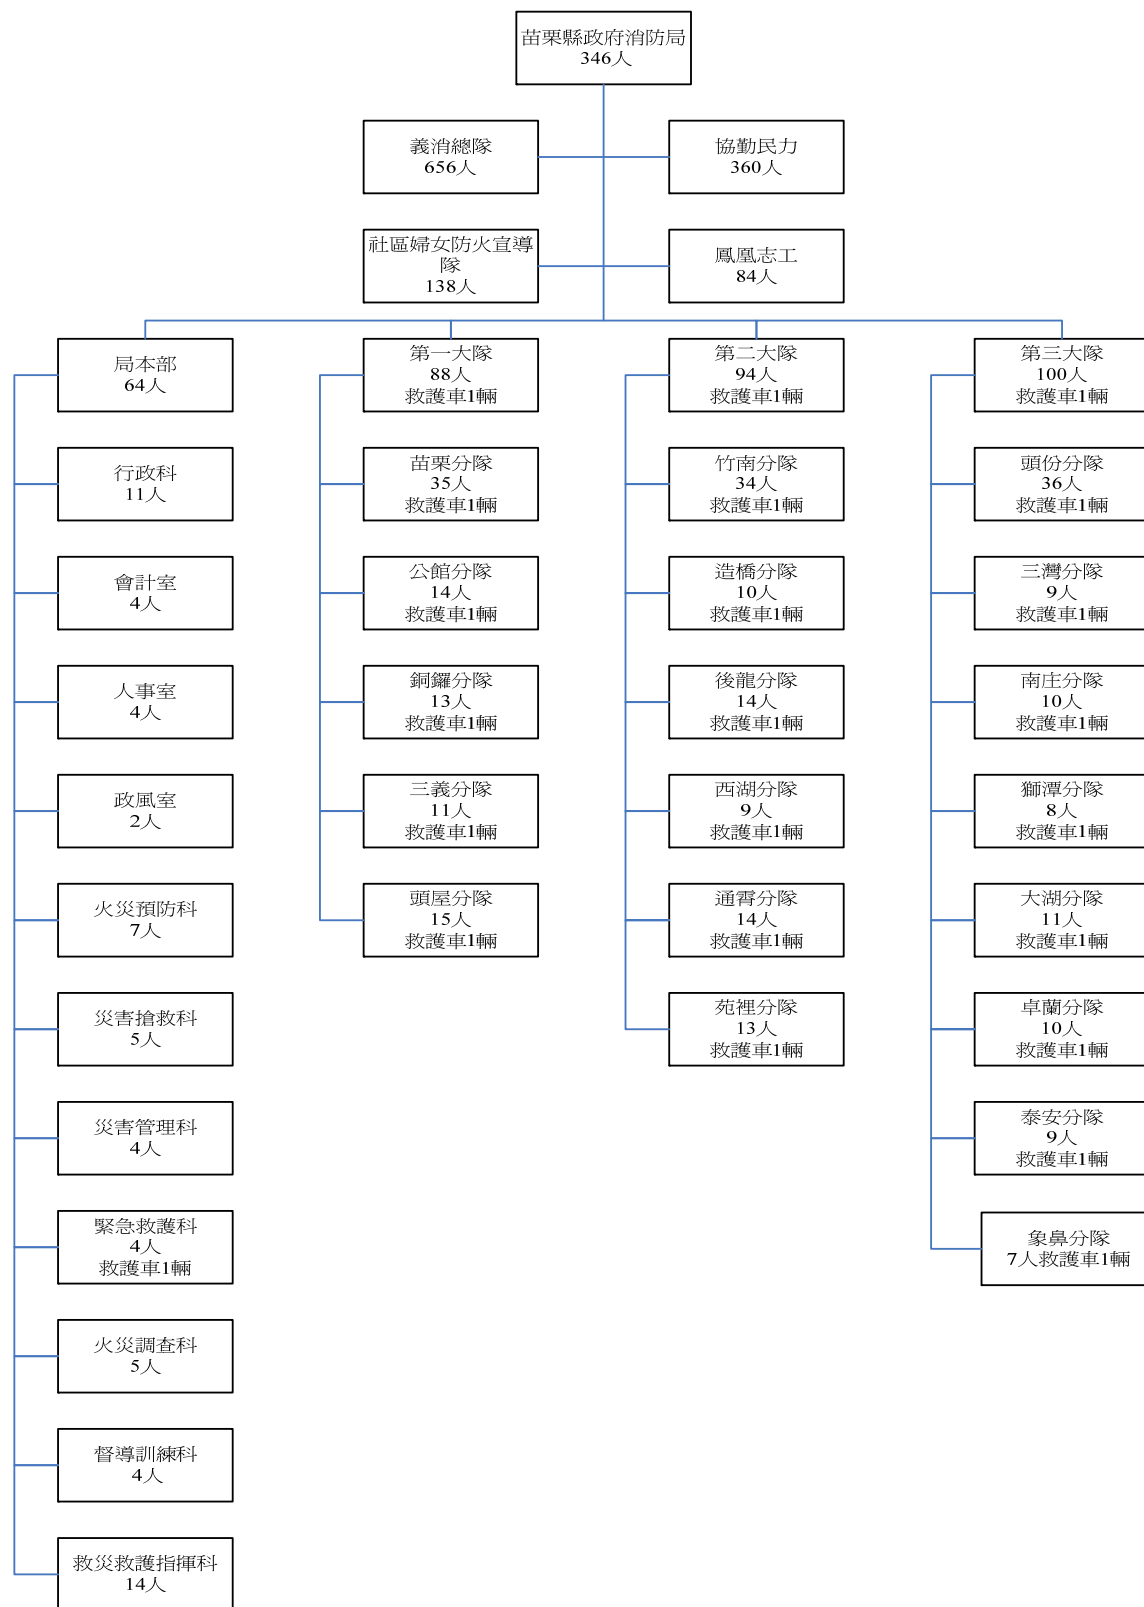 苗栗縣政府消防局
346人
義消總隊
656人
協勤民力
360人
社區婦女防火宣導
隊
138人
鳳凰志工
84人
局本部
64人
行政科
11人
會計室
4人
人事室
4人
政風室
2人
火災預防科
7人
災害搶救科
5人
災害管理科
4人
緊急救護科
4人
救護車1輛
火災調查科
5人
督導訓練科
4人
救災救護指揮科
14人
第一大隊
88人
救護車1輛
苗栗分隊
35人
救護車1輛
公館分隊
14人
救護車1輛
銅鑼分隊
13人
救護車1輛
三義分隊
11人
救護車1輛
頭屋分隊
15人
救護車1輛
第二大隊
94人
救護車1輛
竹南分隊
34人
救護車1輛
造橋分隊
10人
救護車1輛
後龍分隊
14人
救護車1輛
西湖分隊
9人
救護車1輛
通霄分隊
14人
救護車1輛
苑裡分隊
13人
救護車1輛
第三大隊
100人
救護車1輛
頭份分隊
36人
救護車1輛
三灣分隊
9人
救護車1輛
南庄分隊
10人
救護車1輛
獅潭分隊
8人
救護車1輛
大湖分隊
11人
救護車1輛
卓蘭分隊
10人
救護車1輛
泰安分隊
9人
救護車1輛
象鼻分隊
7人救護車1輛